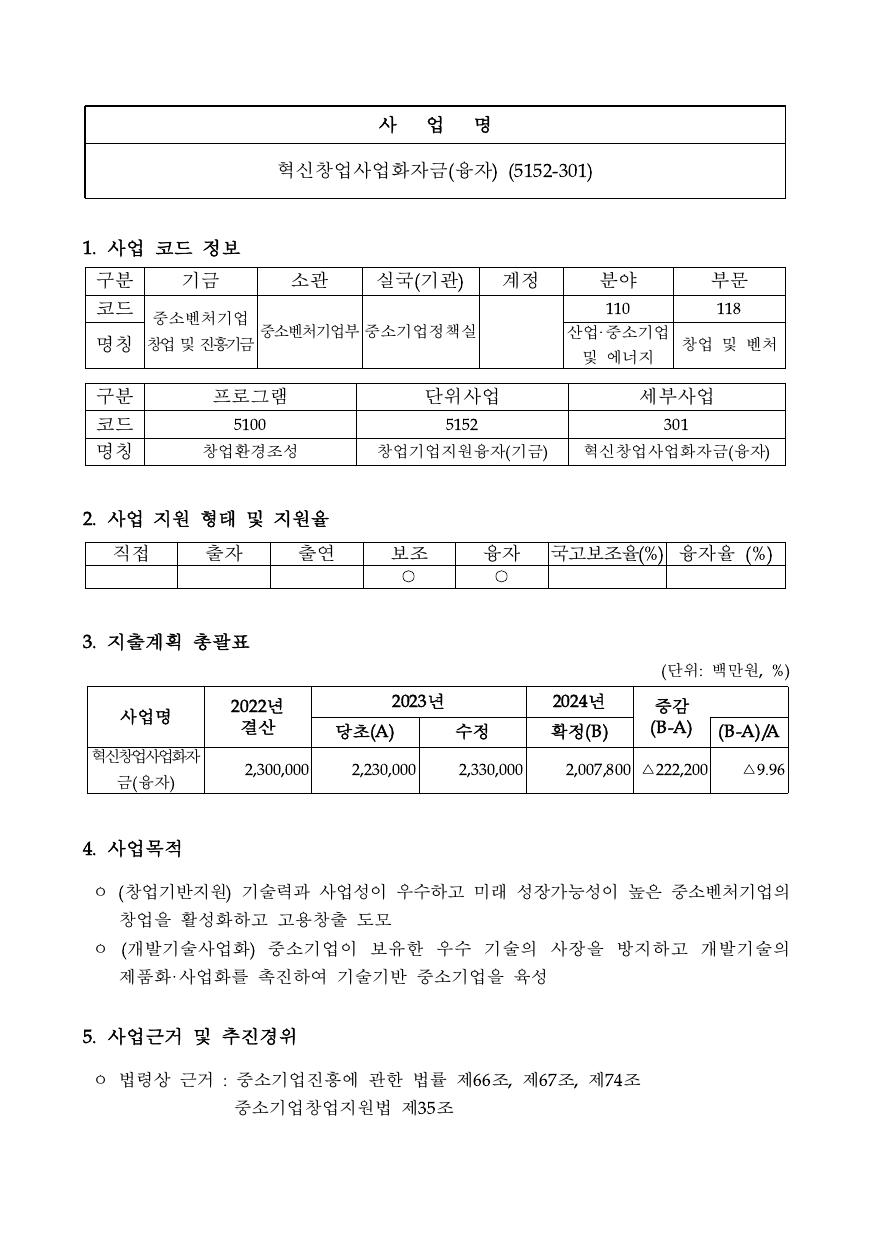 사 업 명
혁신창업사업화자금(융자) (5152-301)
1. 사업 코드 정보
구분 기금 소관 실국(기관) 계정 분야 부문
코드 중소벤처기업 창업 및 진흥기금 중소벤처기업부 중소기업정책실 110 118
명칭 산업·중소기업 및 에너지 창업 및 벤처
구분 프로그램 단위사업 세부사업
코드 5100 5152 301
명칭 창업환경조성 창업기업지원융자(기금) 혁신창업사업화자금(융자)
2. 사업 지원 형태 및 지원율
직접 출자 출연 보조 융자 국고보조율(%) 융자율 (%)
○ ○
3. 지출계획 총괄표
(단위: 백만원, %)
사업명 2022년 결산 2023년 2024년 증감 (B-A)
당초(A) 수정 확정(B) (B-A)/A
혁신창업사업화자금(융자) 2,300,000 2,230,000 2,330,000 2,007,800 △222,200 △9.96
4. 사업목적
ㅇ (창업기반지원) 기술력과 사업성이 우수하고 미래 성장가능성이 높은 중소벤처기업의
창업을 활성화하고 고용창출 도모
ㅇ (개발기술사업화) 중소기업이 보유한 우수 기술의 사장을 방지하고 개발기술의
제품화·사업화를 촉진하여 기술기반 중소기업을 육성
5. 사업근거 및 추진경위
ㅇ 법령상 근거 : 중소기업진흥에 관한 법률 제66조, 제67조, 제74조
중소기업창업지원법 제35조